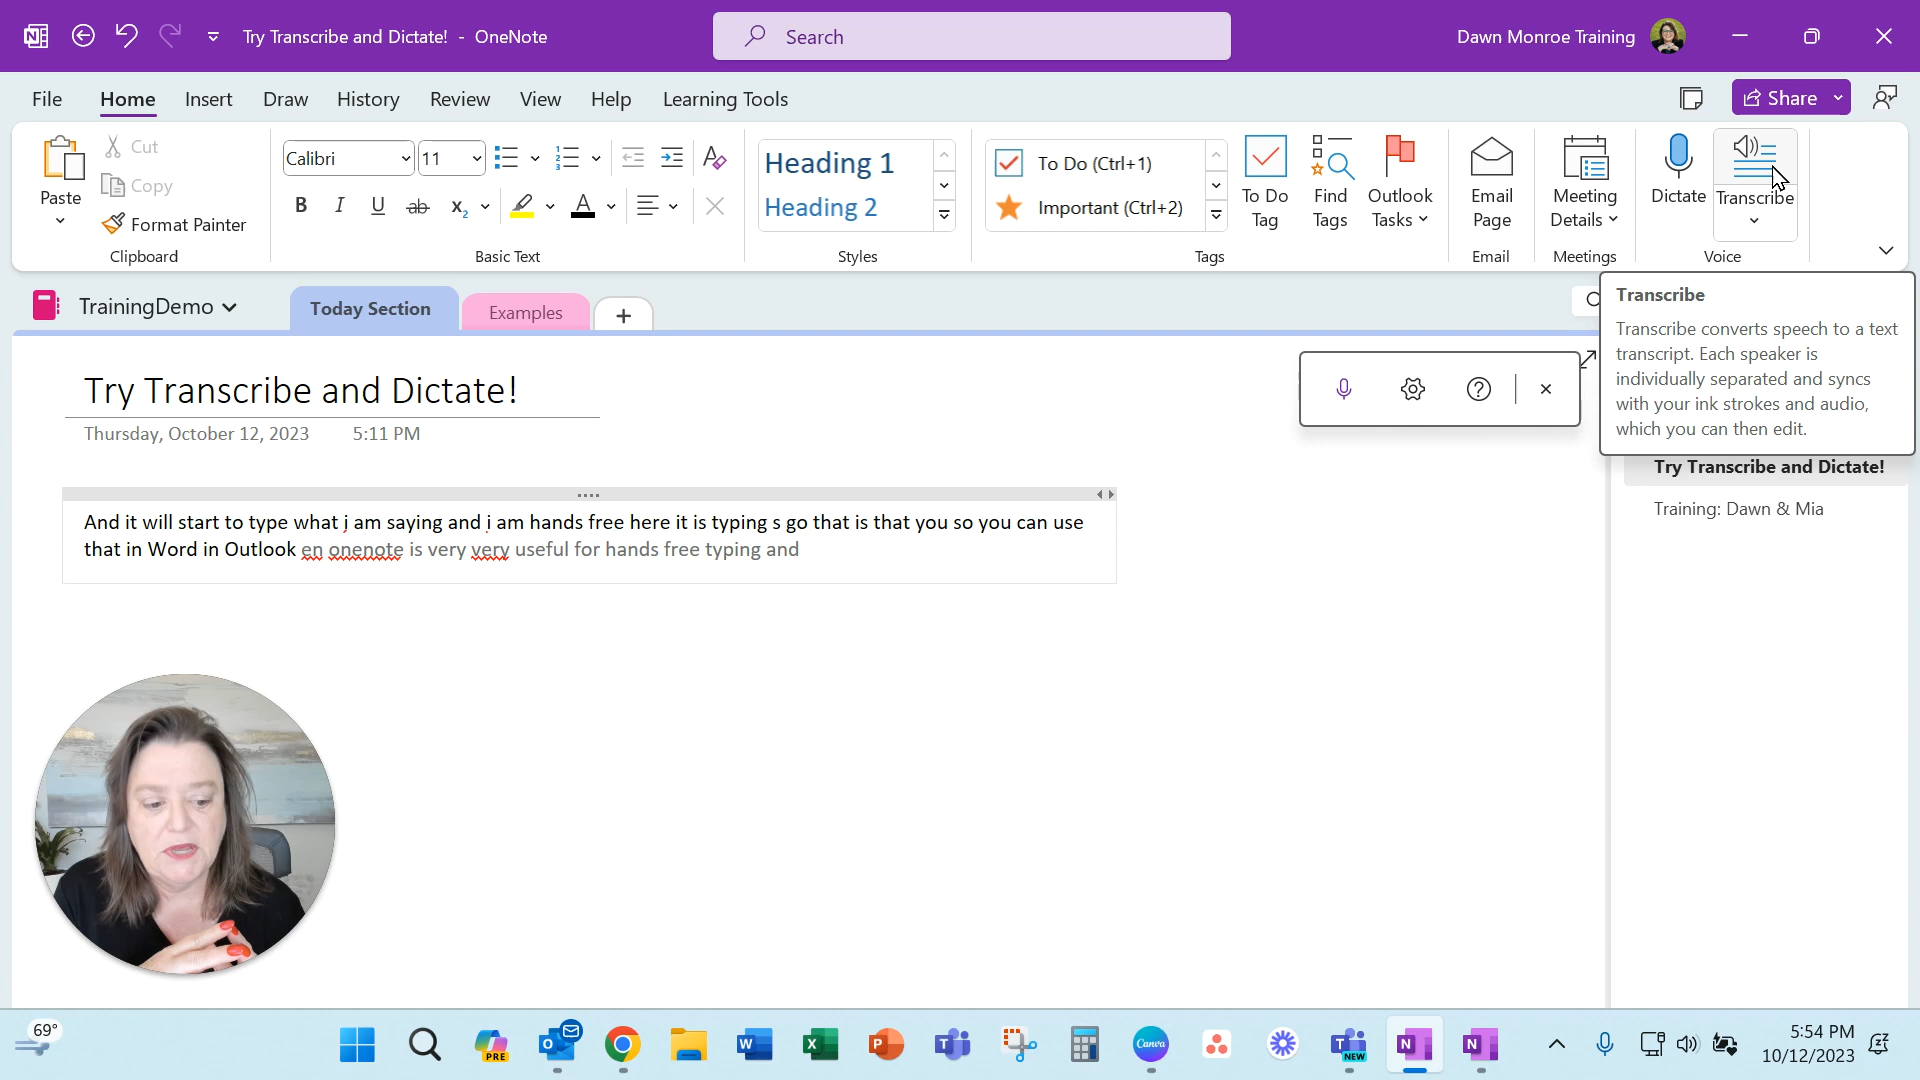 Try Transcribe and Dictate! - OneNote
Search
Dawn Monroe Training
File Home Insert Draw History Review View Help Learning Tools
Share
Paste
Cut
Copy
Format Painter
Clipboard
Calibri 11
B I U ab x2 A
Basic Text
Heading 1
Heading 2
Styles
To Do (Ctrl+1)
Important (Ctrl+2)
To Do Tag
Find Tags
Outlook Tasks
Tags
Email Page
Email
Meeting Details
Meetings
Dictate
Transcribe
Voice
TrainingDemo
Today Section
Examples
+
Transcribe
Transcribe converts speech to a text
transcript. Each speaker is
individually separated and syncs
with your ink strokes and audio,
which you can then edit.
Try Transcribe and Dictate!
Thursday, October 12, 2023 5:11 PM
Try Transcribe and Dictate!
Training: Dawn & Mia
And it will start to type what j am saying and i am hands free here it is typing s go that is that you so you can use
that in Word in Outlook en onenote is very very useful for hands free typing and
69°
PRE
Canva
NEW
5:54 PM
10/12/2023